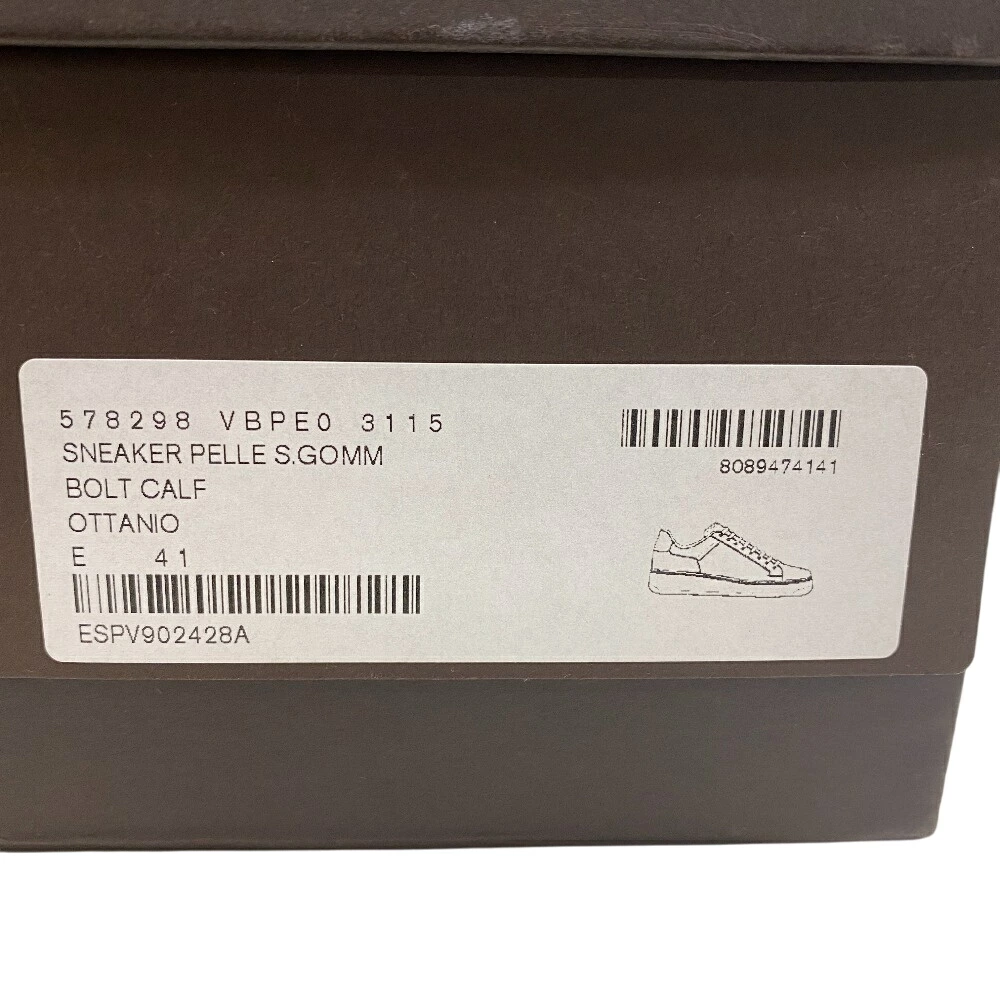 578298 VBPE0 3115
SNEAKER PELLE S.GOMM
BOLT CALF
OTTANIO
E 41
ESPV902428A
8089474141